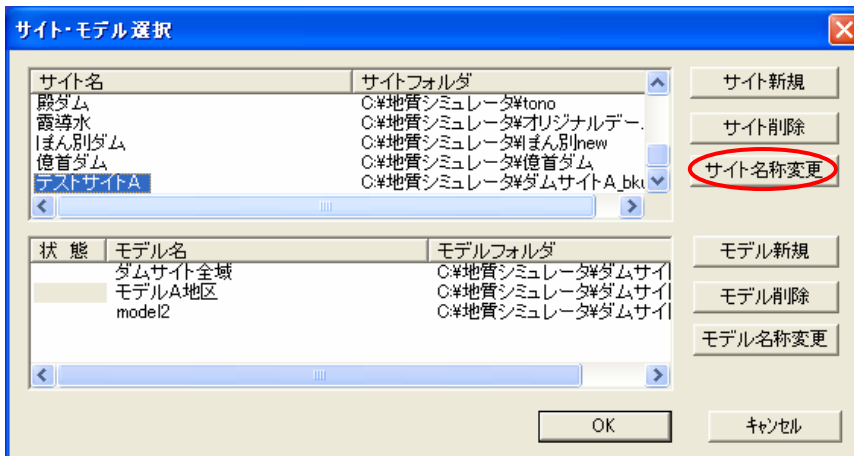 サイト・モデル選択
サイト名 サイトフォルダ
殿ダム C:¥地質シミュレータ¥tono
霞導水 C:¥地質シミュレータ¥オリジナルデー.
ぽん別ダム C:¥地質シミュレータ¥ぽん別new
億首ダム C:¥地質シミュレータ¥億首ダム
テストサイトA C:¥地質シミュレータ¥ダムサイトA_bku
サイト新規
サイト削除
サイト名称変更
状 態 モデル名 モデルフォルダ
ダムサイト全域 C:¥地質シミュレータ¥ダムサイ
モデルA地区 C:¥地質シミュレータ¥ダムサイ
model2 C:¥地質シミュレータ¥ダムサイ
モデル新規
モデル削除
モデル名称変更
OK キャンセル